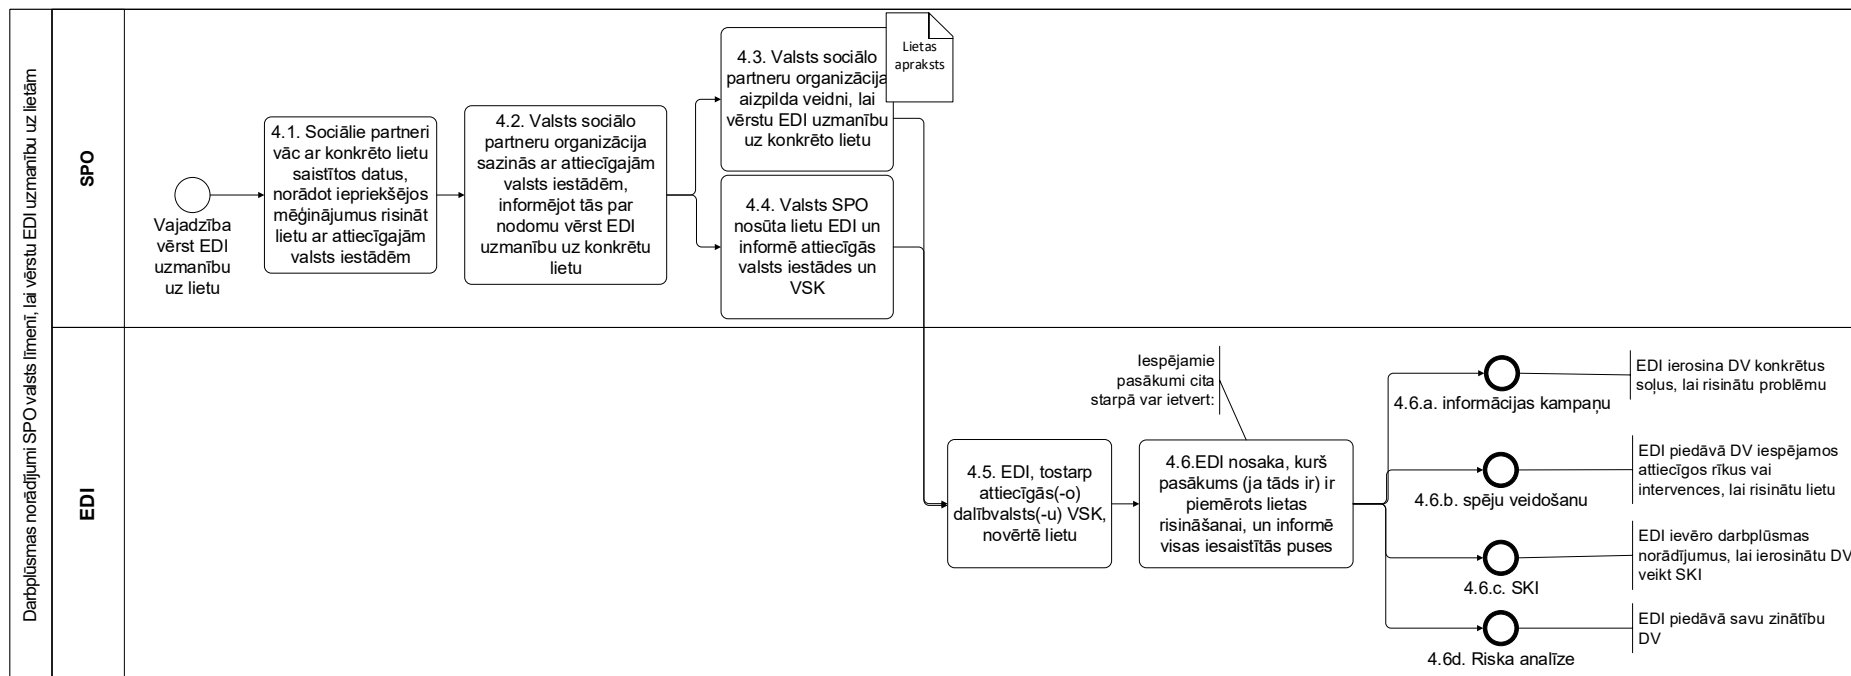 Darbplūsmas norādījumi SPO valsts līmenī, lai vērstu EDI uzmanību uz lietām
SPO
Vajadzība
vērst EDI
uzmanību
uz lietu
4.1. Sociālie partneri
vāc ar konkrēto lietu
saistītos datus,
norādot iepriekšējos
mēģinājumus risināt
lietu ar attiecīgajām
valsts iestādēm
4.2. Valsts sociālo
partneru organizācija
sazinās ar attiecīgajām
valsts iestādēm,
informējot tās par
nodomu vērst EDI
uzmanību uz konkrētu
lietu
4.3. Valsts sociālo
partneru organizācija
aizpilda veidni, lai
vērstu EDI uzmanību
uz konkrēto lietu
Lietas
apraksts
4.4. Valsts SPO
nosūta lietu EDI un
informē attiecīgās
valsts iestādes un
VSK
EDI
4.5. EDI, tostarp
attiecīgās(-o)
dalībvalsts(-u) VSK,
novērtē lietu
Iespējamie
pasākumi cita
starpā var ietvert:
4.6.EDI nosaka, kurš
pasākums (ja tāds ir) ir
piemērots lietas
risināšanai, un informē
visas iesaistītās puses
4.6.a. informācijas kampaņu
EDI ierosina DV konkrētus
soļus, lai risinātu problēmu
4.6.b. spēju veidošanu
EDI piedāvā DV iespējamos
attiecīgos rīkus vai
intervences, lai risinātu lietu
4.6.c. SKI
EDI ievēro darbplūsmas
norādījumus, lai ierosinātu DV
veikt SKI
4.6d. Riska analīze
EDI piedāvā savu zinātību
DV